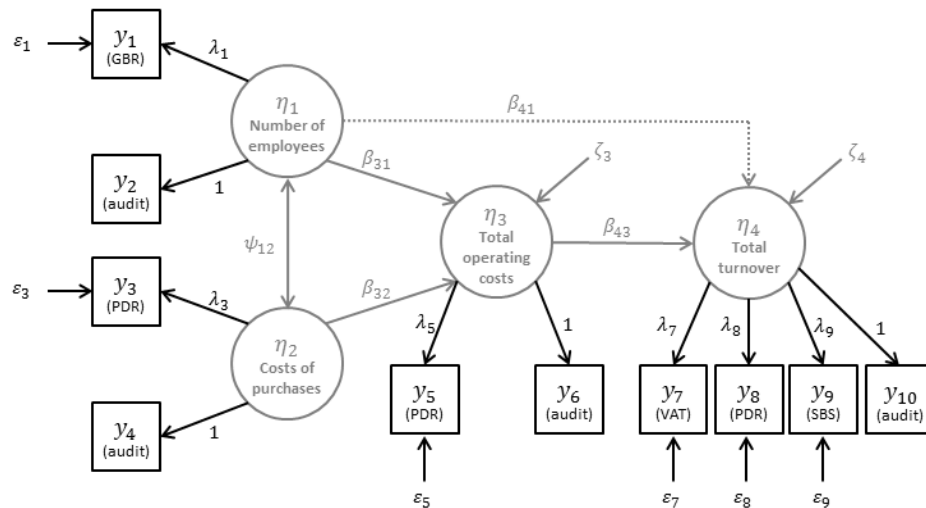 ε₁
y₁
(GBR)
λ₁
η₁
Number of
employees
β₄₁
y₂
(audit)
1
β₃₁
ζ₃
ζ₄
ψ₁₂
η₃
Total
operating
costs
β₄₃
η₄
Total
turnover
ε₃
y₃
(PDR)
λ₃
β₃₂
η₂
Costs of
purchases
λ₅
1
λ₇
λ₈
λ₉
1
y₄
(audit)
1
y₅
(PDR)
y₆
(audit)
y₇
(VAT)
y₈
(PDR)
y₉
(SBS)
y₁₀
(audit)
ε₅
ε₇
ε₈
ε₉